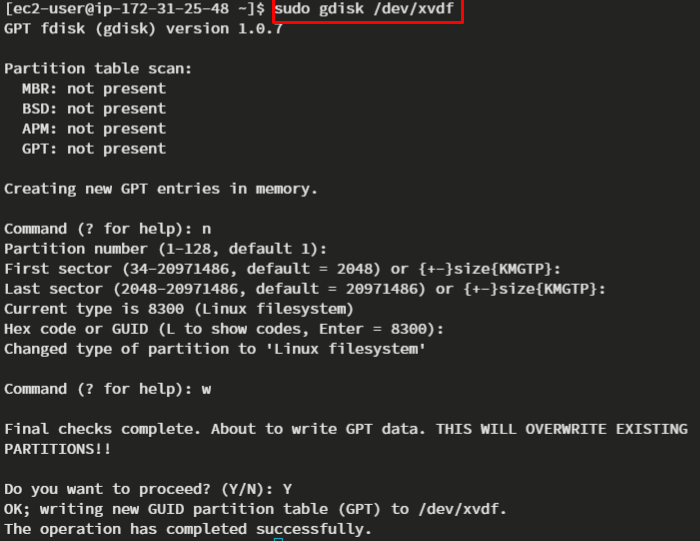 [ec2-user@ip-172-31-25-48 ~]$ sudo gdisk /dev/xvdf
GPT fdisk (gdisk) version 1.0.7
Partition table scan:
  MBR: not present
  BSD: not present
  APM: not present
  GPT: not present
Creating new GPT entries in memory.
Command (? for help): n
Partition number (1-128, default 1):
First sector (34-20971486, default = 2048) or {+-}size{KMGTP}:
Last sector (2048-20971486, default = 20971486) or {+-}size{KMGTP}:
Current type is 8300 (Linux filesystem)
Hex code or GUID (L to show codes, Enter = 8300):
Changed type of partition to 'Linux filesystem'
Command (? for help): w
Final checks complete. About to write GPT data. THIS WILL OVERWRITE EXISTING
PARTITIONS!!
Do you want to proceed? (Y/N): Y
OK; writing new GUID partition table (GPT) to /dev/xvdf.
The operation has completed successfully.